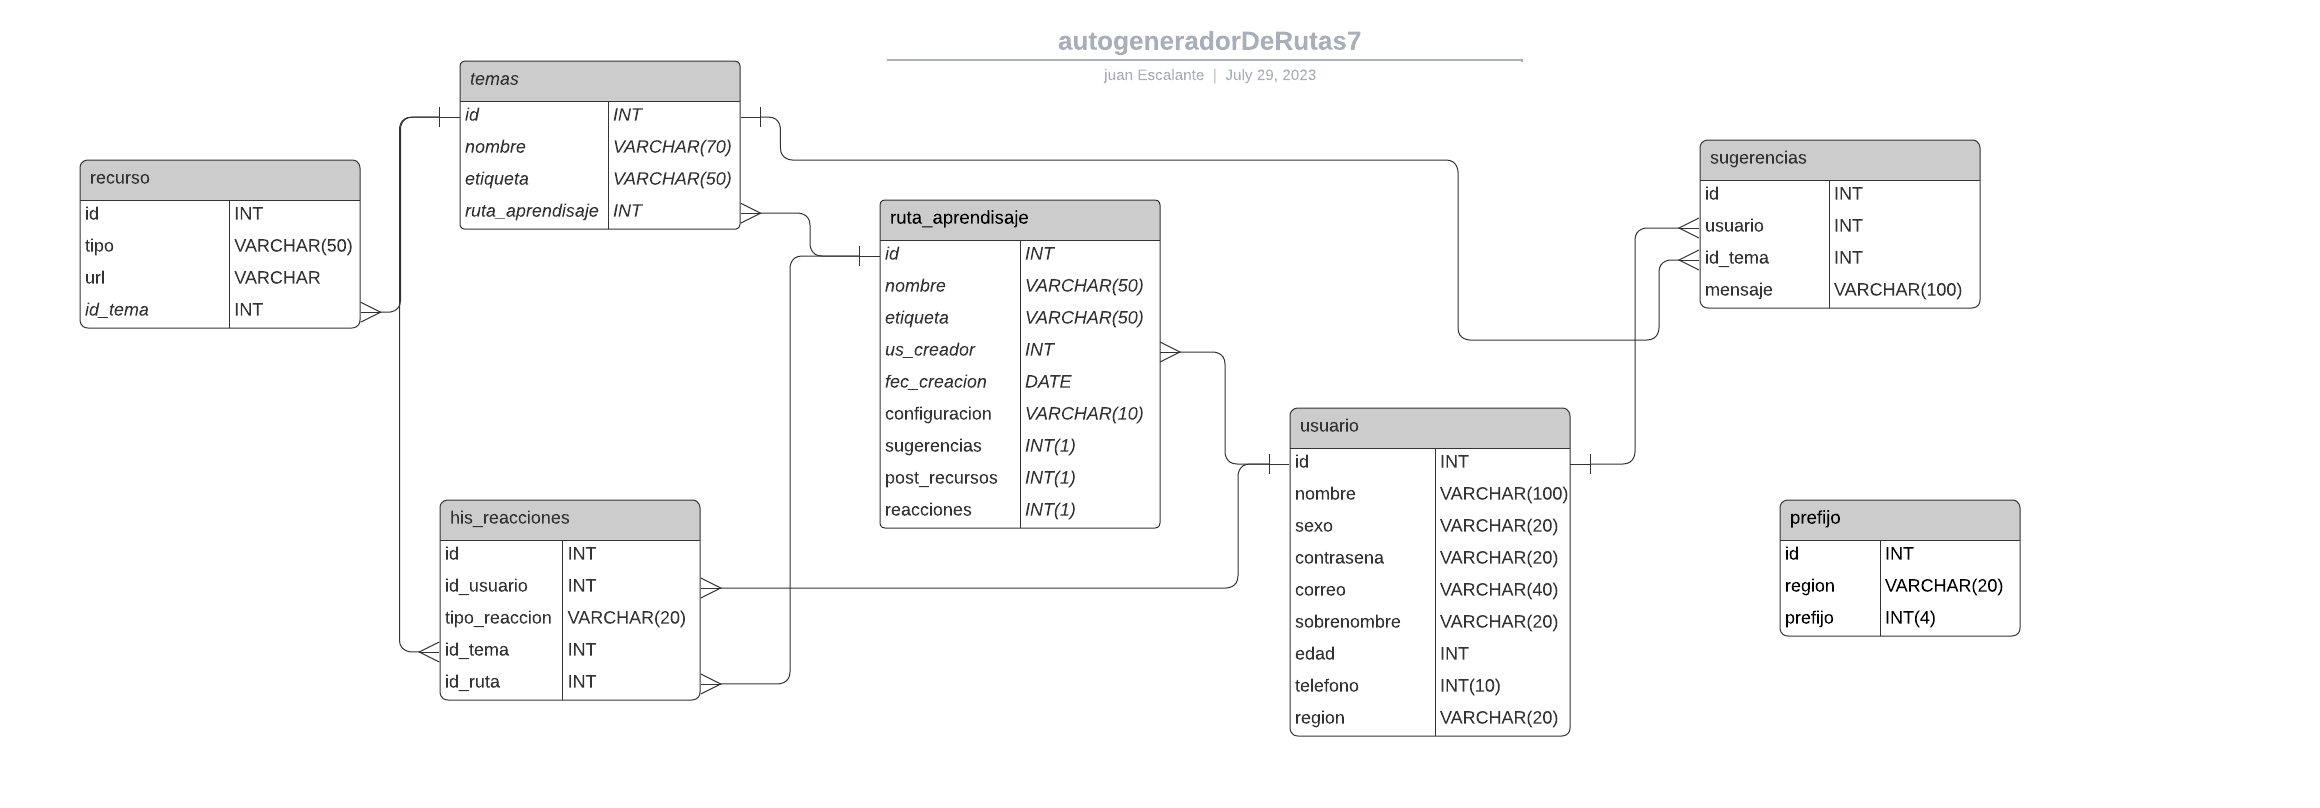 autogeneradorDeRutas7
juan Escalante | July 29, 2023
temas
id INT
nombre VARCHAR(70)
etiqueta VARCHAR(50)
ruta_aprendisaje INT
recurso
id INT
tipo VARCHAR(50)
url VARCHAR
id_tema INT
ruta_aprendisaje
id INT
nombre VARCHAR(50)
etiqueta VARCHAR(50)
us_creador INT
fec_creacion DATE
configuracion VARCHAR(10)
sugerencias INT(1)
post_recursos INT(1)
reacciones INT(1)
sugerencias
id INT
usuario INT
id_tema INT
mensaje VARCHAR(100)
his_reacciones
id INT
id_usuario INT
tipo_reaccion VARCHAR(20)
id_tema INT
id_ruta INT
usuario
id INT
nombre VARCHAR(100)
sexo VARCHAR(20)
contrasena VARCHAR(20)
correo VARCHAR(40)
sobrenombre VARCHAR(20)
edad INT
telefono INT(10)
region VARCHAR(20)
prefijo
id INT
region VARCHAR(20)
prefijo INT(4)